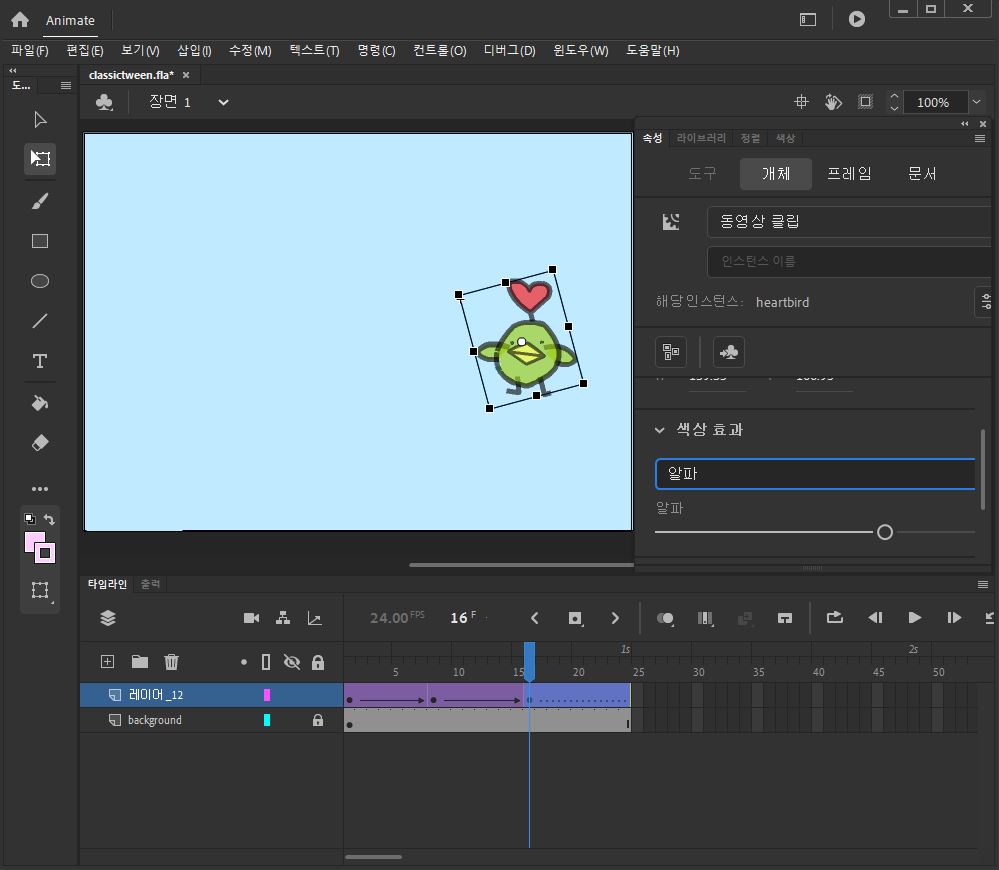 Animate
파일(F) 편집(E) 보기(V) 삽입(I) 수정(M) 텍스트(T) 명령(C) 컨트롤(O) 디버그(D) 윈도우(W) 도움말(H)
도...
classictween.fla*
장면 1
100%
속성 라이브러리 정렬 색상
도구 개체 프레임 문서
동영상 클립
인스턴스 이름
해당 인스턴스: heartbird
색상 효과
알파
알파
타임라인 출력
24.00 FPS 16 F
1s 2s
5 10 15 20 25 30 35 40 45 50
레이어_12
background